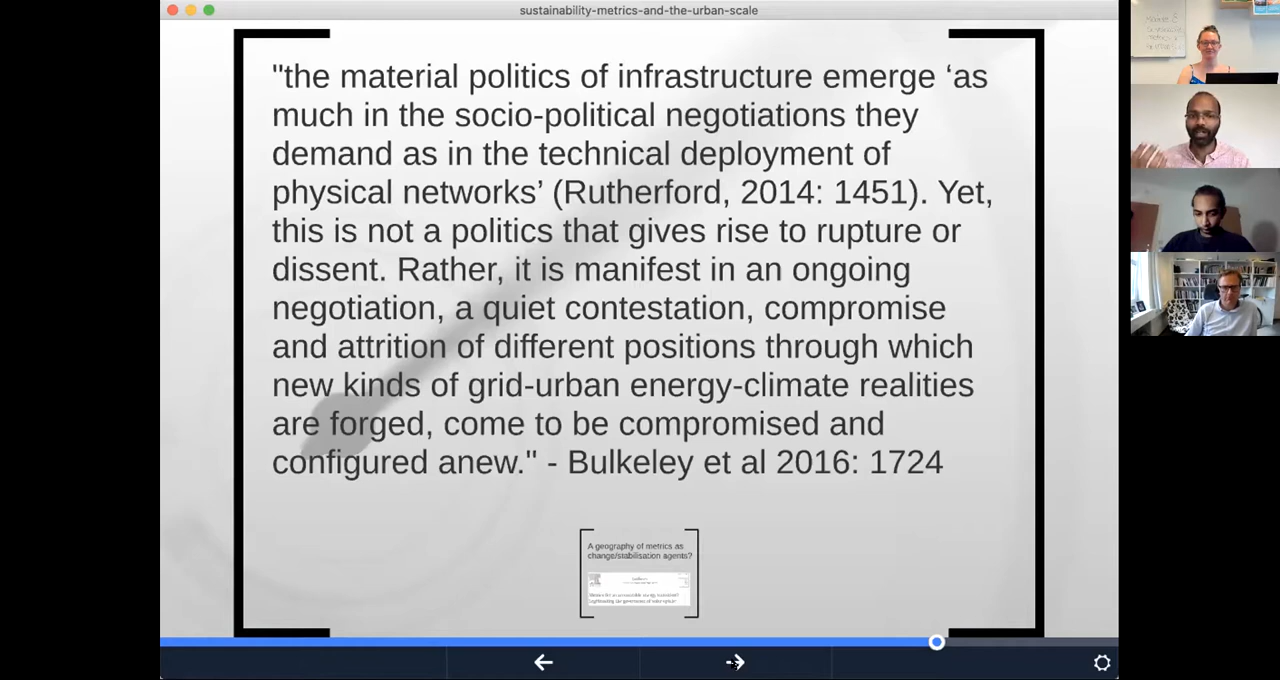 sustainability-metrics-and-the-urban-scale
"the material politics of infrastructure emerge ‘as
much in the socio-political negotiations they
demand as in the technical deployment of
physical networks’ (Rutherford, 2014: 1451). Yet,
this is not a politics that gives rise to rupture or
dissent. Rather, it is manifest in an ongoing
negotiation, a quiet contestation, compromise
and attrition of different positions through which
new kinds of grid-urban energy-climate realities
are forged, come to be compromised and
configured anew." - Bulkeley et al 2016: 1724
A geography of metrics as
change/stabilisation agents?